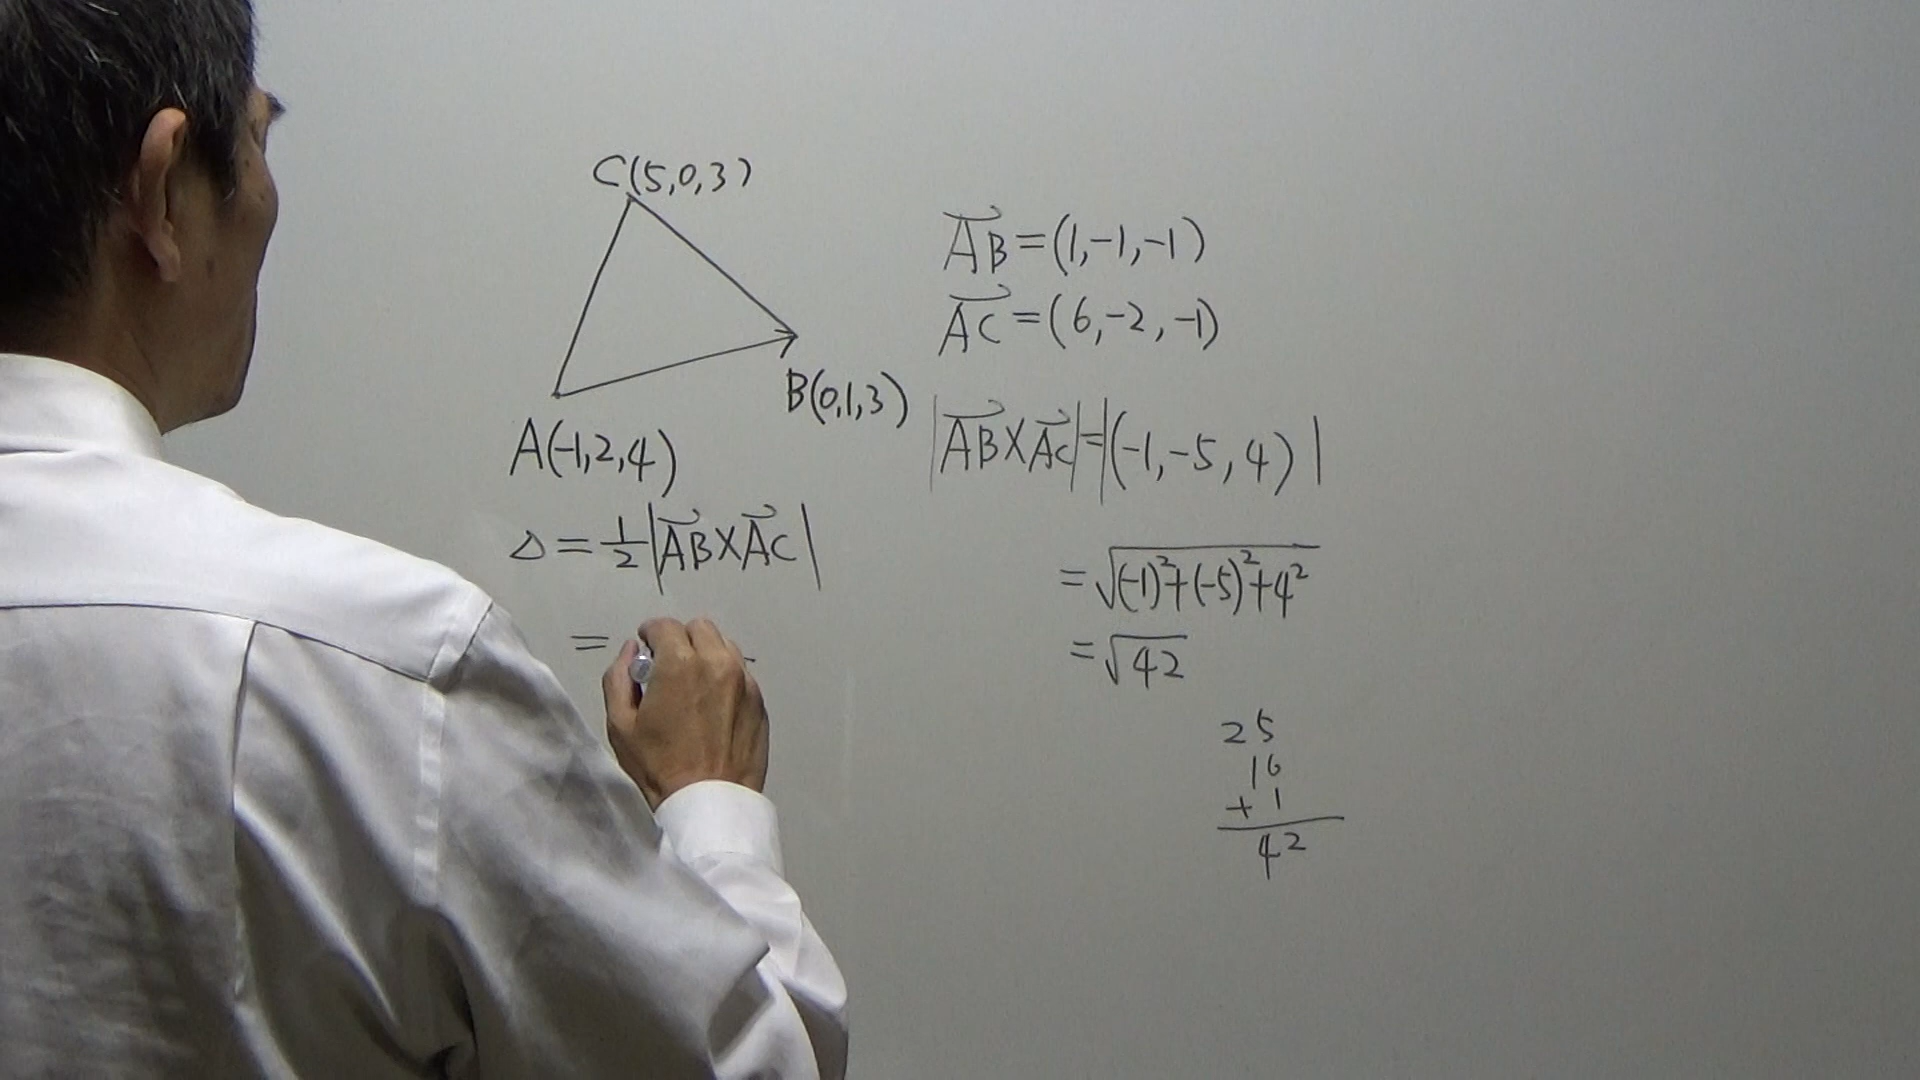 C(5,0,3)
B(0,1,3)
A(-1,2,4)
△=½|AB×AC|
=
AB=(1,-1,-1)
AC=(6,-2,-1)
|AB×AC|=|(-1,-5,4)|
=√(-1)²+(-5)²+4²
=√42
25
16
+ 1
42